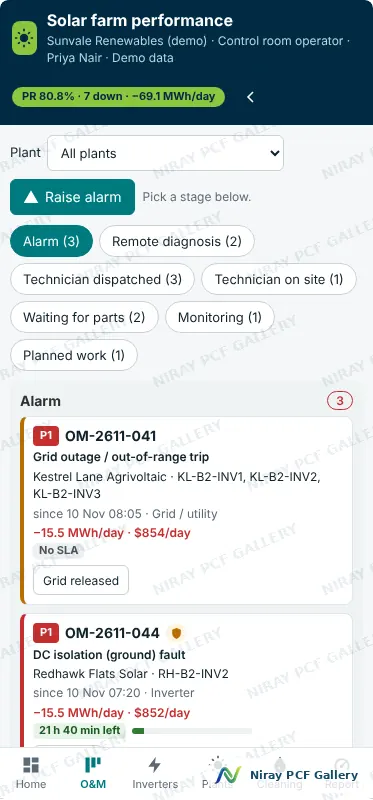 Solar farm performance
Sunvale Renewables (demo) · Control room operator ·
Priya Nair · Demo data
PR 80.8% · 7 down · −69.1 MWh/day
Plant
All plants
Raise alarm
Pick a stage below.
Alarm (3)
Remote diagnosis (2)
Technician dispatched (3)
Technician on site (1)
Waiting for parts (2)
Monitoring (1)
Planned work (1)
Alarm
3
P1 OM-2611-041
Grid outage / out-of-range trip
Kestrel Lane Agrivoltaic · KL-B2-INV1, KL-B2-INV2,
KL-B2-INV3
since 10 Nov 08:05 · Grid / utility
−15.5 MWh/day · $854/day
No SLA
Grid released
P1 OM-2611-044
DC isolation (ground) fault
Redhawk Flats Solar · RH-B2-INV2
since 10 Nov 07:20 · Inverter
−15.5 MWh/day · $852/day
21 h 40 min left
Home
O&M
Inverters
Cleaning
Report
Niray PCF Gallery
NIRAY PCF GALLERY